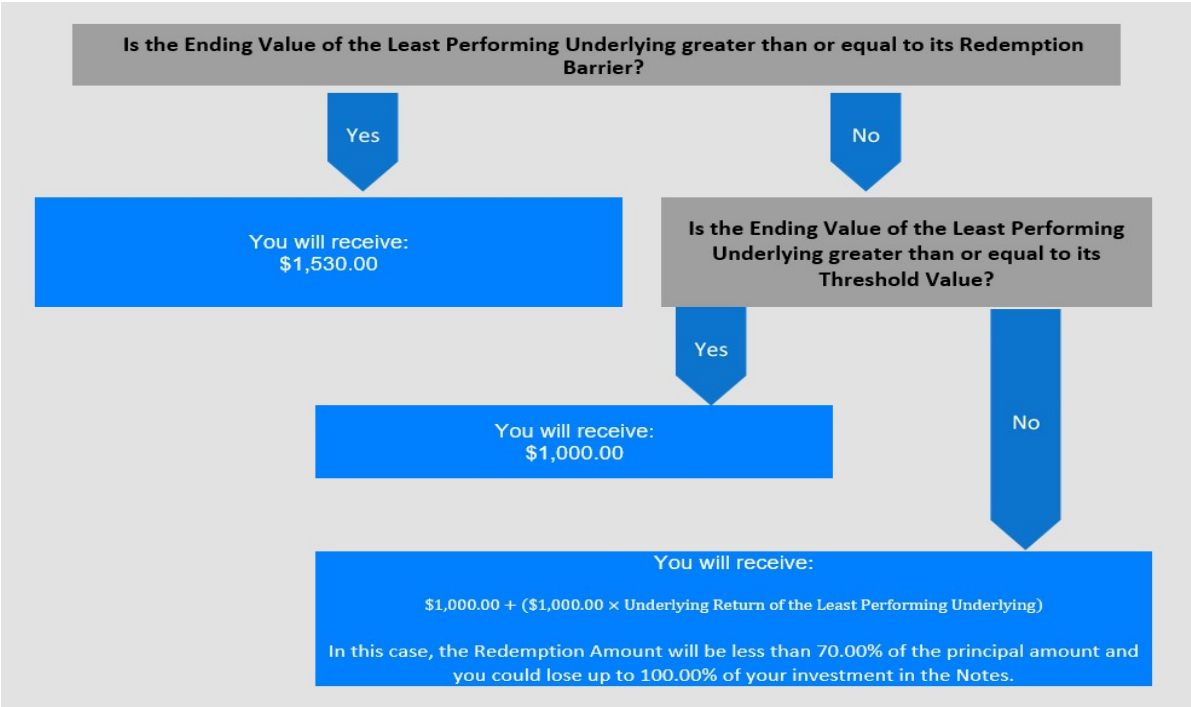 Is the Ending Value of the Least Performing Underlying greater than or equal to its Redemption
Barrier?
Yes
No
You will receive:
$1,530.00
Is the Ending Value of the Least Performing
Underlying greater than or equal to its
Threshold Value?
Yes
No
You will receive:
$1,000.00
You will receive:
$1,000.00 + ($1,000.00 × Underlying Return of the Least Performing Underlying)
In this case, the Redemption Amount will be less than 70.00% of the principal amount and
you could lose up to 100.00% of your investment in the Notes.